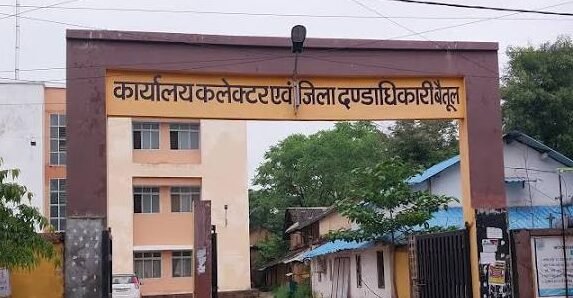 कार्यालय कलेक्टर एवं जिला दण्डाधिकारी बैतूल